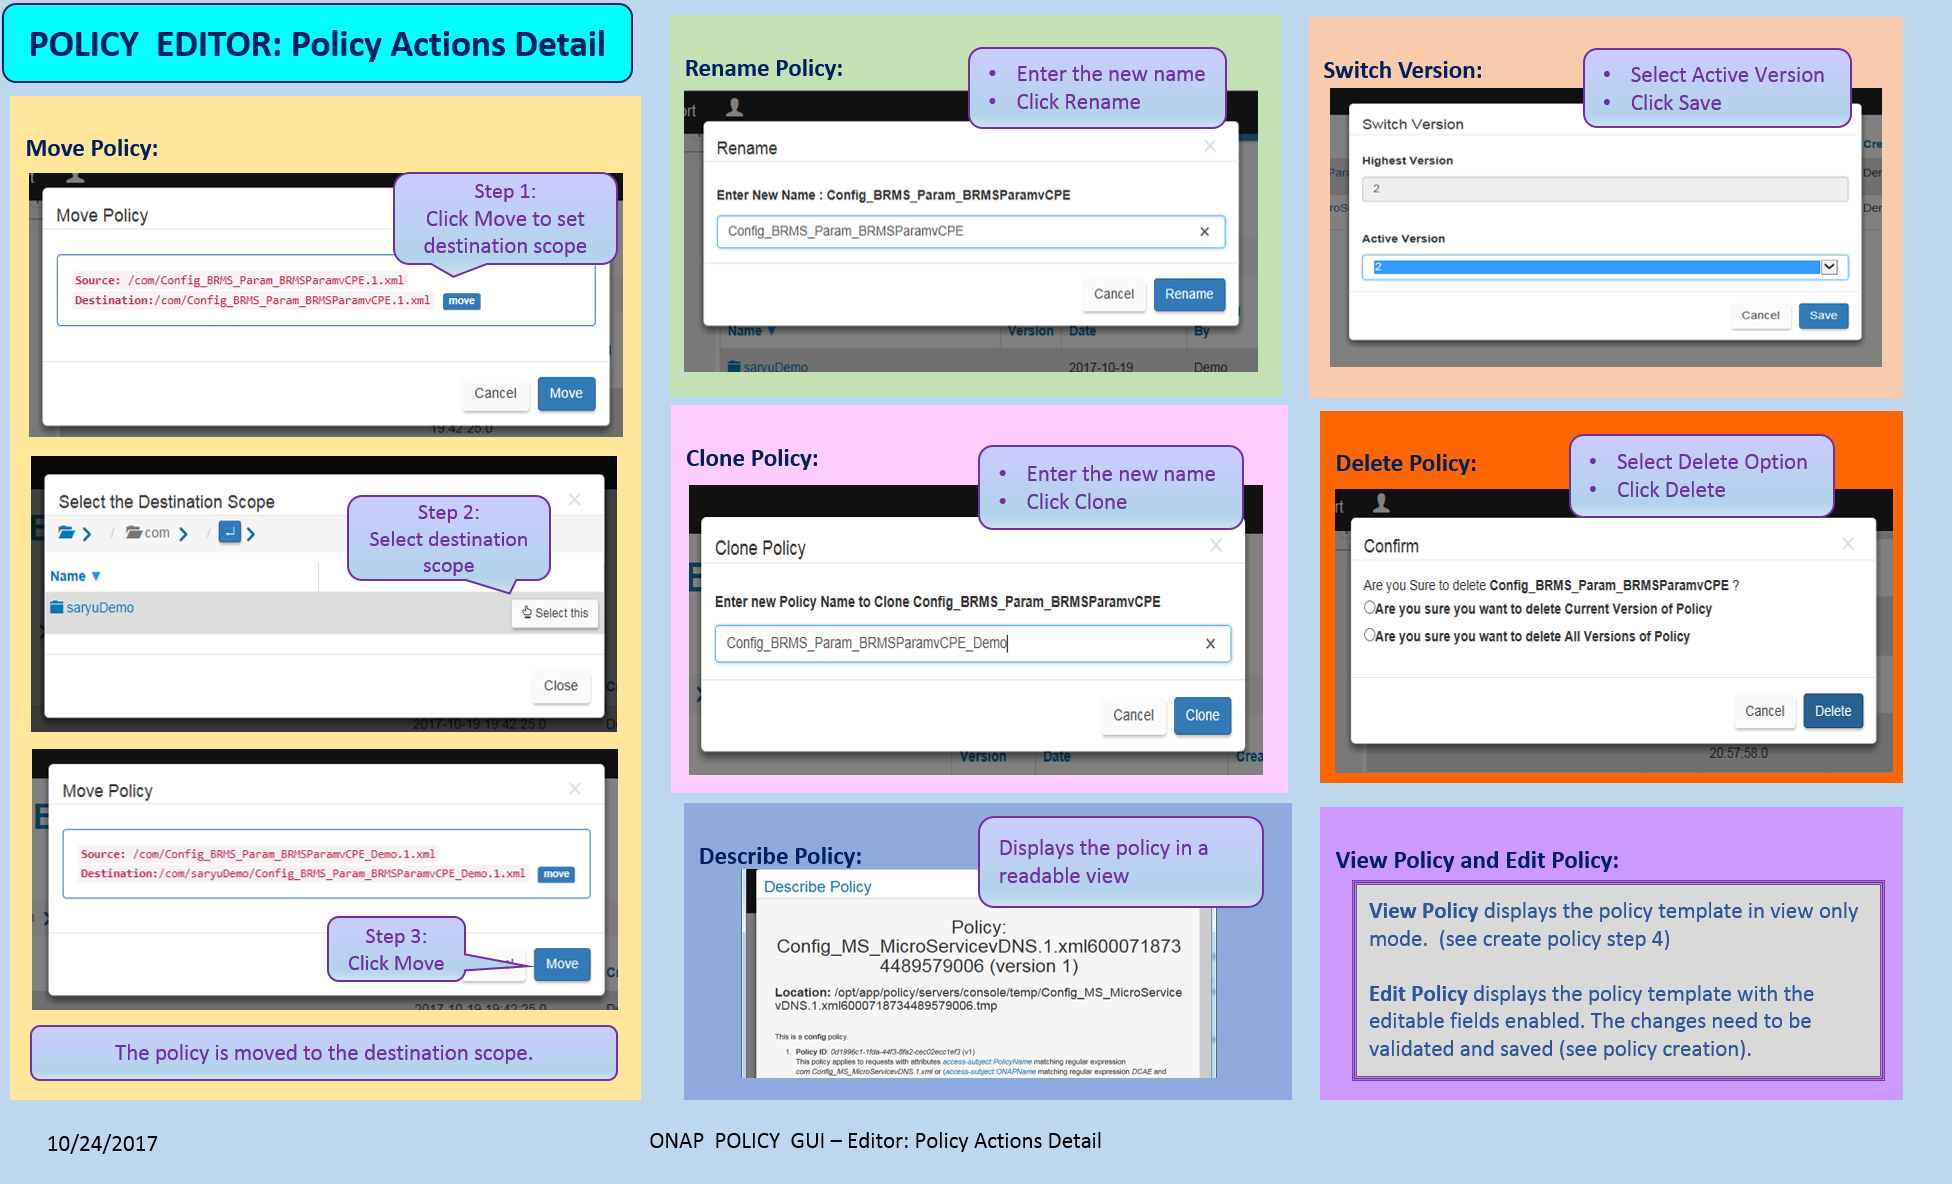 POLICY  EDITOR: Policy Actions Detail
Move Policy:
Step 1:
Click Move to set
destination scope
Move Policy
Source: /com/Config_BRMS_Param_BRMSParamvCPE.1.xml
Destination:/com/Config_BRMS_Param_BRMSParamvCPE.1.xml move
Cancel Move
19:42:25.0
Select the Destination Scope
Step 2:
Select destination
scope
/ com /
Name
saryuDemo
Select this
Close
2017-10-19 19:42:25.0
Move Policy
Source: /com/Config_BRMS_Param_BRMSParamvCPE_Demo.1.xml
Destination:/com/saryuDemo/Config_BRMS_Param_BRMSParamvCPE_Demo.1.xml move
Step 3:
Click Move
Move
2017-10-19 19:42:25.0
The policy is moved to the destination scope.
Rename Policy:
• Enter the new name
• Click Rename
ort
Rename
Enter New Name : Config_BRMS_Param_BRMSParamvCPE
Config_BRMS_Param_BRMSParamvCPE
Cancel Rename
Name Version Date By
saryuDemo 2017-10-19 Demo
Clone Policy:
• Enter the new name
• Click Clone
Clone Policy
Enter new Policy Name to Clone Config_BRMS_Param_BRMSParamvCPE
Config_BRMS_Param_BRMSParamvCPE_Demo
Cancel Clone
Version Date Crea
Describe Policy:
Displays the policy in a
readable view
Describe Policy
Policy:
Config_MS_MicroServicevDNS.1.xml600071873
4489579006 (version 1)
Location: /opt/app/policy/servers/console/temp/Config_MS_MicroService
vDNS.1.xml6000718734489579006.tmp
This is a config policy.
1. Policy ID: 0d1996c1-1fda-44f3-8fa2-cec02ecc1ef3 (v1)
This policy applies to requests with attributes access-subject:PolicyName matching regular expression
com.Config_MS_MicroServicevDNS.1.xml or (access-subject:ONAPName matching regular expression DCAE and
Switch Version:
• Select Active Version
• Click Save
Switch Version
Highest Version
2
Active Version
2
Cancel Save
Cre
Der
Der
Delete Policy:
• Select Delete Option
• Click Delete
rt
Confirm
Are you Sure to delete Config_BRMS_Param_BRMSParamvCPE ?
Are you sure you want to delete Current Version of Policy
Are you sure you want to delete All Versions of Policy
Cancel Delete
20:57:58.0
View Policy and Edit Policy:
View Policy displays the policy template in view only
mode.  (see create policy step 4)
Edit Policy displays the policy template with the
editable fields enabled. The changes need to be
validated and saved (see policy creation).
10/24/2017
ONAP  POLICY  GUI – Editor: Policy Actions Detail